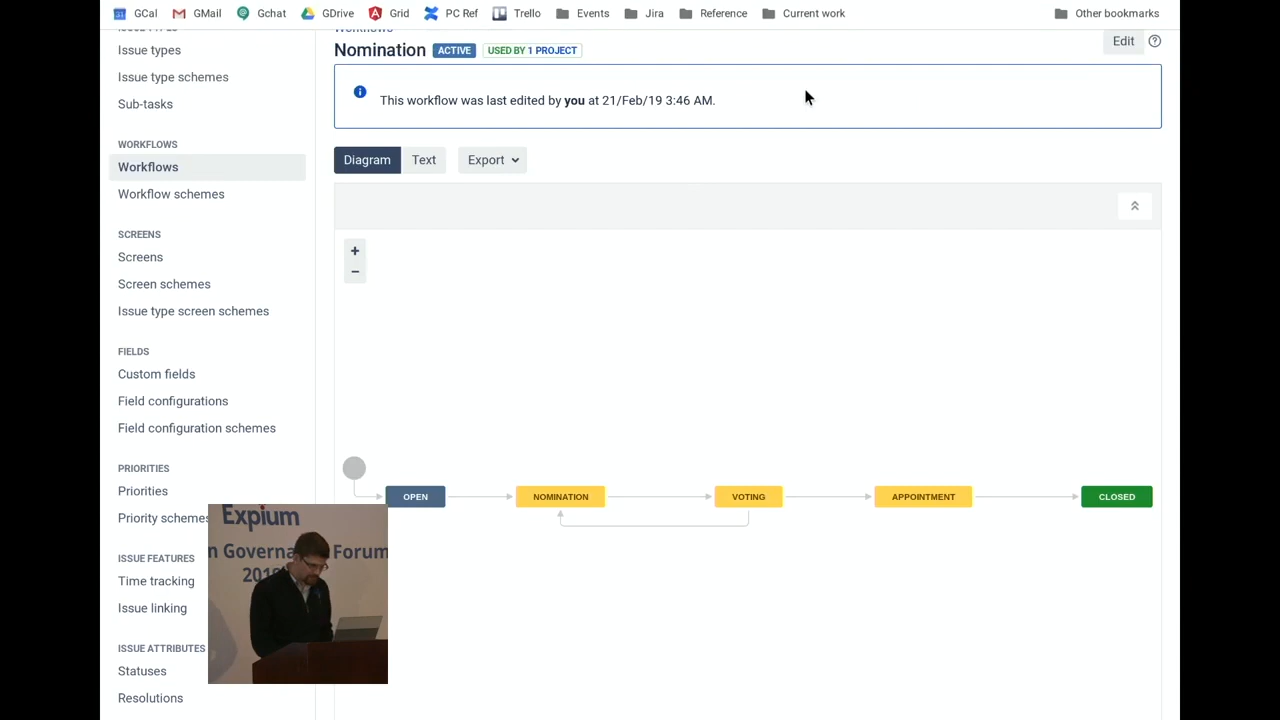 GCal GMail Gchat GDrive Grid PC Ref Trello Events Jira Reference Current work Other bookmarks
Issue types
Issue type schemes
Sub-tasks
WORKFLOWS
Workflows
Workflow schemes
SCREENS
Screens
Screen schemes
Issue type screen schemes
FIELDS
Custom fields
Field configurations
Field configuration schemes
PRIORITIES
Priorities
Priority schemes
ISSUE FEATURES
Time tracking
Issue linking
ISSUE ATTRIBUTES
Statuses
Resolutions
Workflows
Nomination ACTIVE USED BY 1 PROJECT Edit
This workflow was last edited by you at 21/Feb/19 3:46 AM.
Diagram Text Export
+
−
OPEN NOMINATION VOTING APPOINTMENT CLOSED
Expium
n Governa Forum